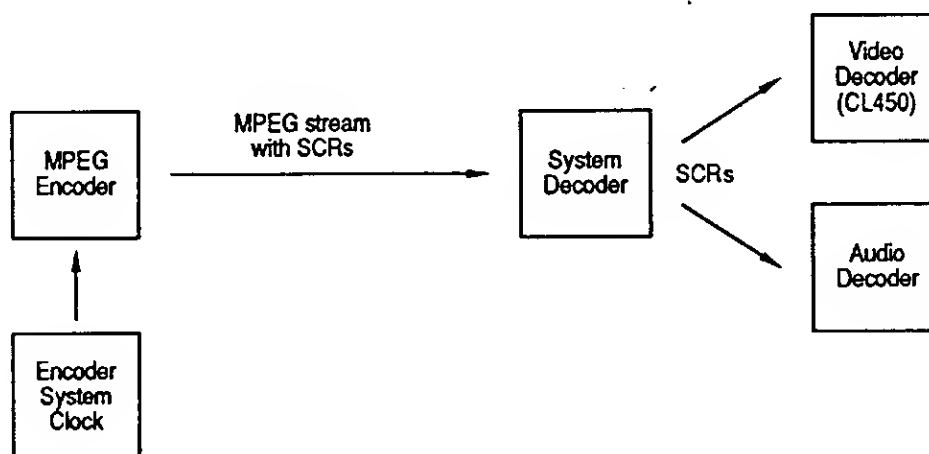 MPEG
Encoder
MPEG stream
with SCRs
System
Decoder
SCRs
Video
Decoder
(CL450)
Audio
Decoder
Encoder
System
Clock